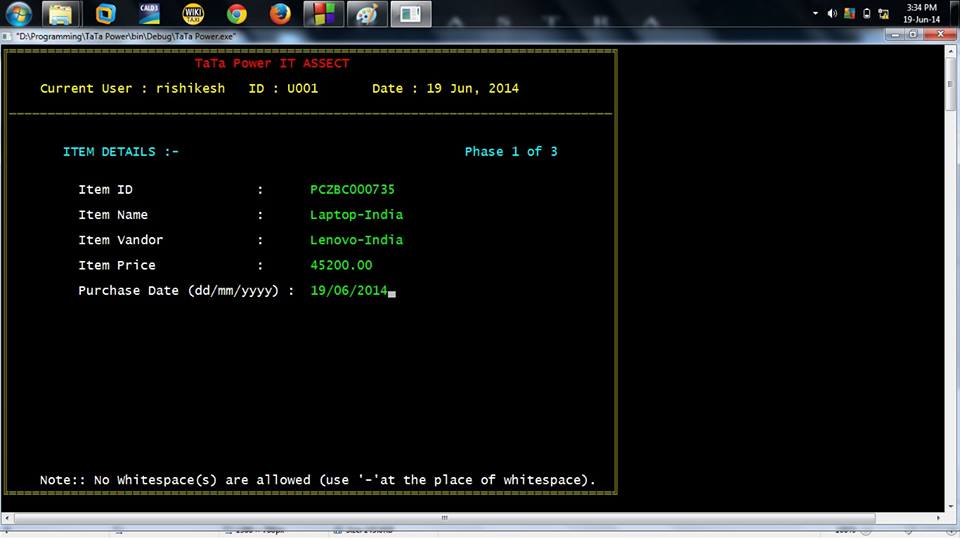 CALD3
WIKI
TAXI
ASTRA
3:34 PM
19-Jun-14
"D:\Programming\TaTa Power\bin\Debug\TaTa Power.exe"
TaTa Power IT ASSECT
Current User : rishikesh ID : U001 Date : 19 Jun, 2014
ITEM DETAILS :- Phase 1 of 3
Item ID : PCZBC000735
Item Name : Laptop-India
Item Vandor : Lenovo-India
Item Price : 45200.00
Purchase Date (dd/mm/yyyy) : 19/06/2014
Note:: No Whitespace(s) are allowed (use '-'at the place of whitespace).